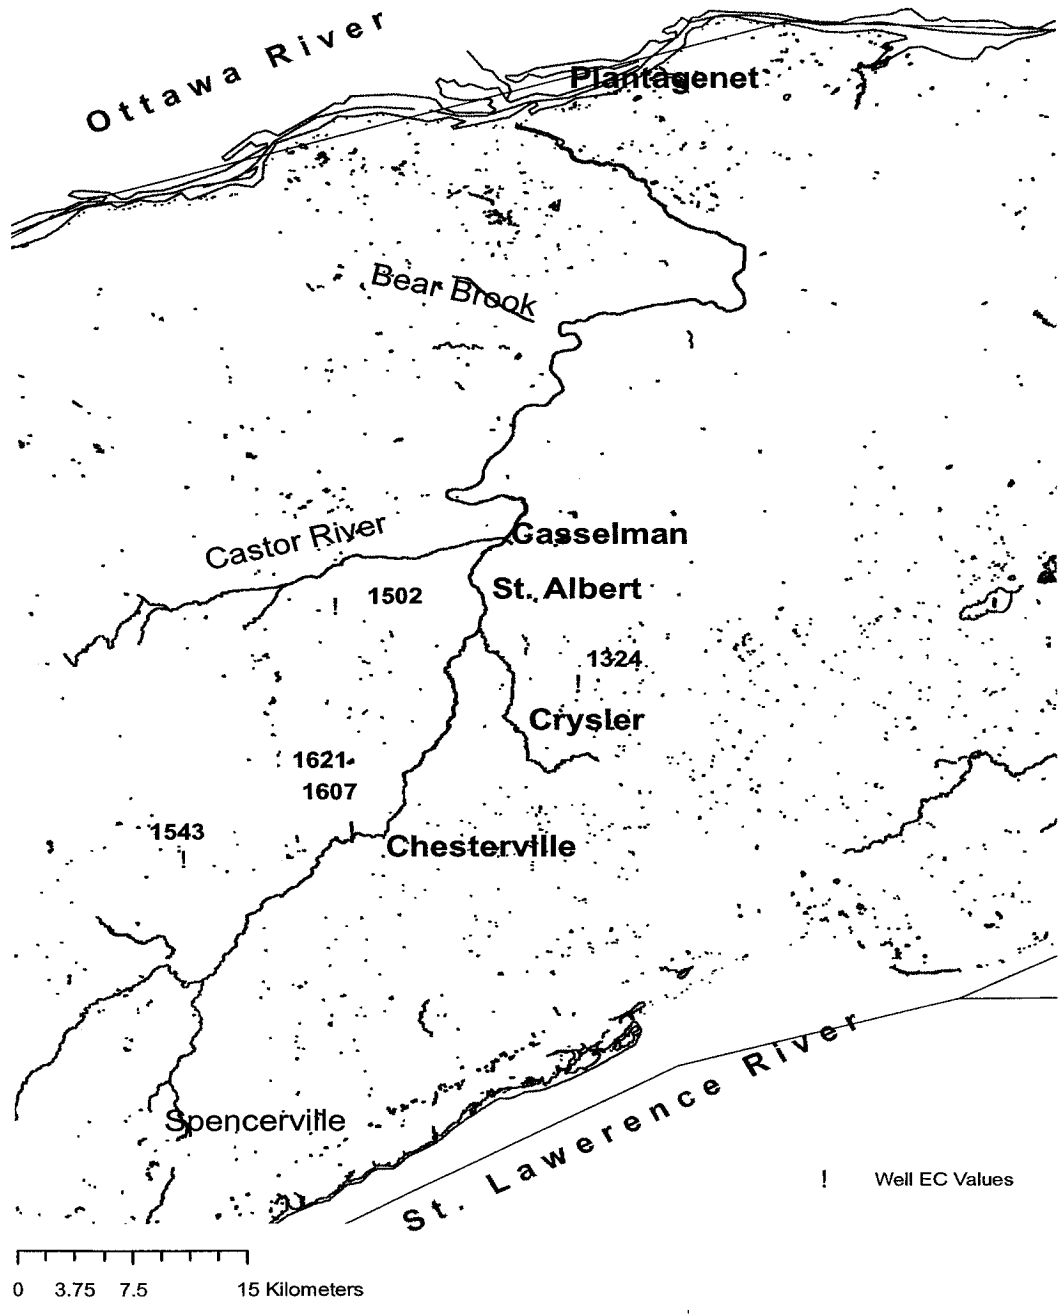 Ottawa River
Plantagenet
Bear Brook
Castor River
Casselman
St. Albert
1502
1324
Crysler
1621
1607
1543
Chesterville
Spencerville
St. Lawerence River
! Well EC Values
0 3.75 7.5 15 Kilometers